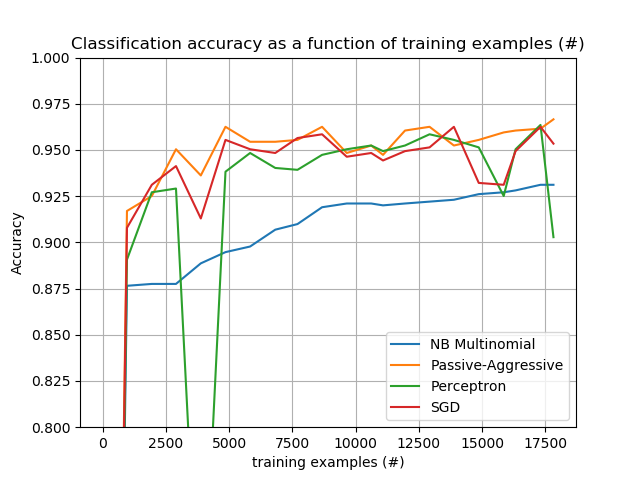 Classification accuracy as a function of training examples (#)
1.000
0.975
0.950
0.925
0.900
0.875
0.850
0.825
0.800
Accuracy
NB Multinomial
Passive-Aggressive
Perceptron
SGD
0 2500 5000 7500 10000 12500 15000 17500
training examples (#)